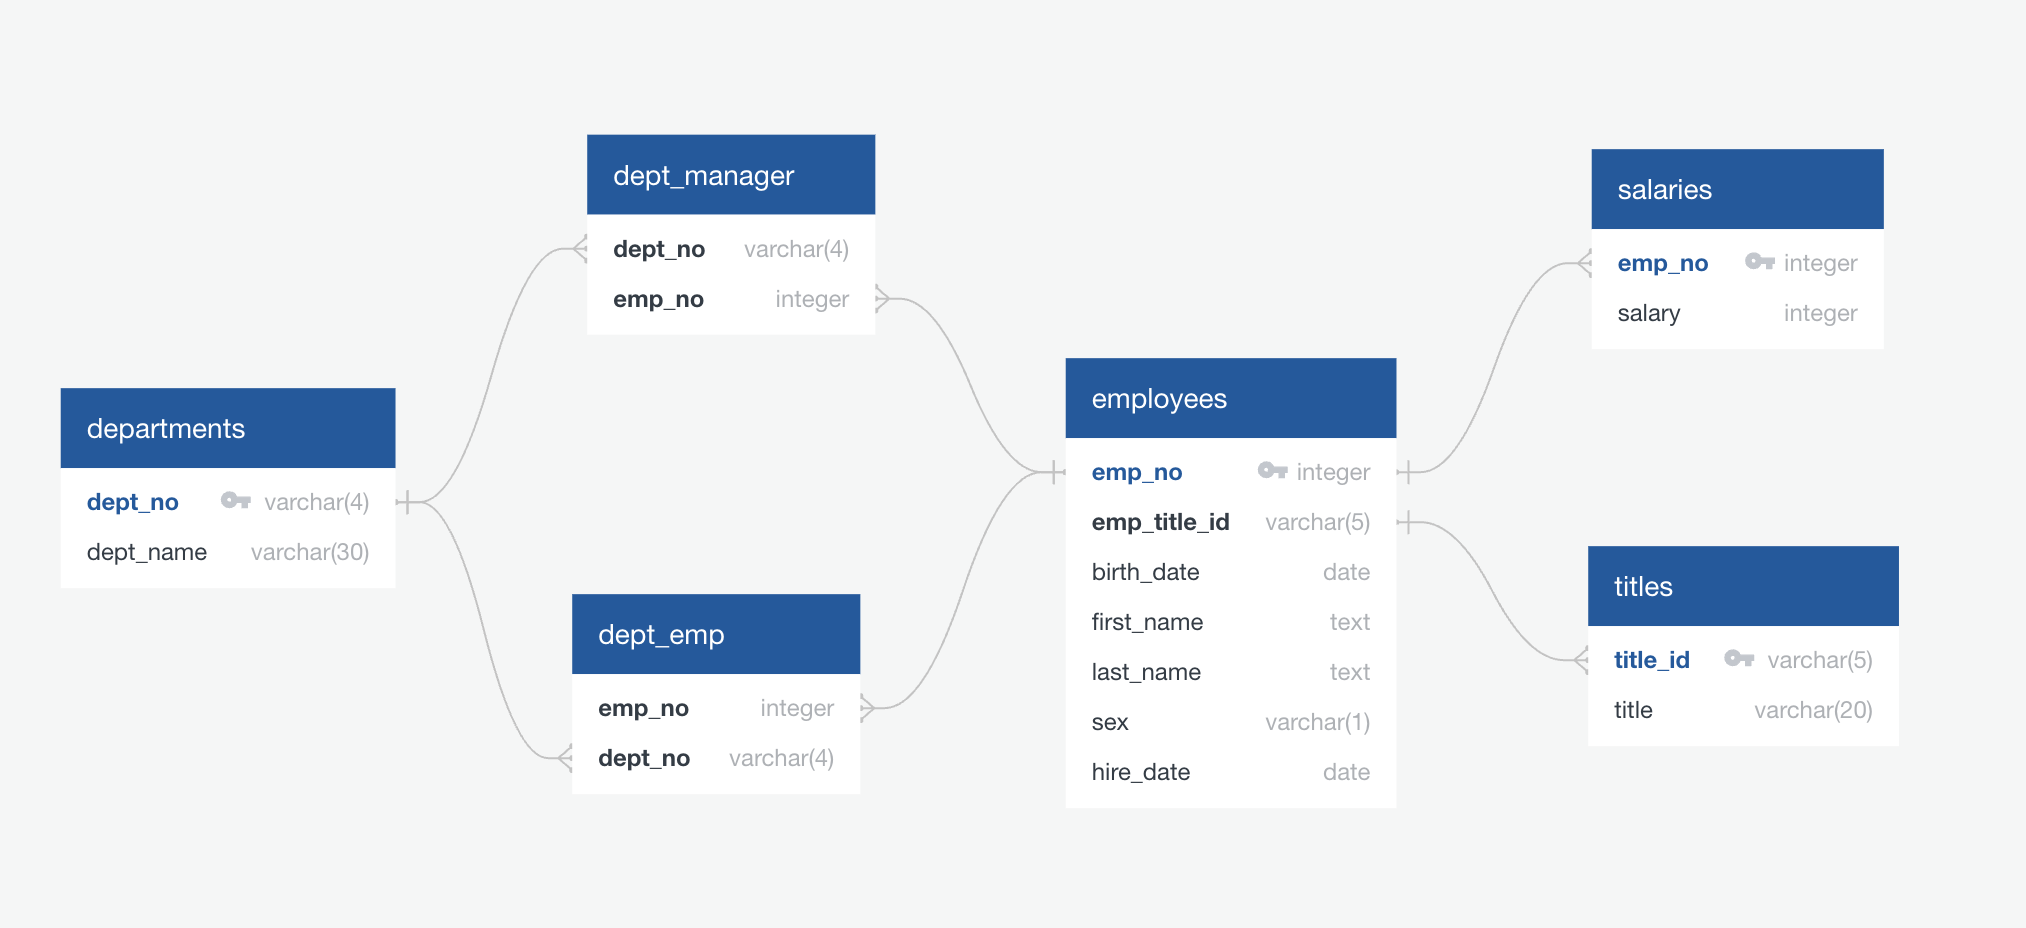 dept_manager
dept_no varchar(4)
emp_no integer
salaries
emp_no integer
salary integer
departments
dept_no varchar(4)
dept_name varchar(30)
employees
emp_no integer
emp_title_id varchar(5)
birth_date date
first_name text
last_name text
sex varchar(1)
hire_date date
dept_emp
emp_no integer
dept_no varchar(4)
titles
title_id varchar(5)
title varchar(20)